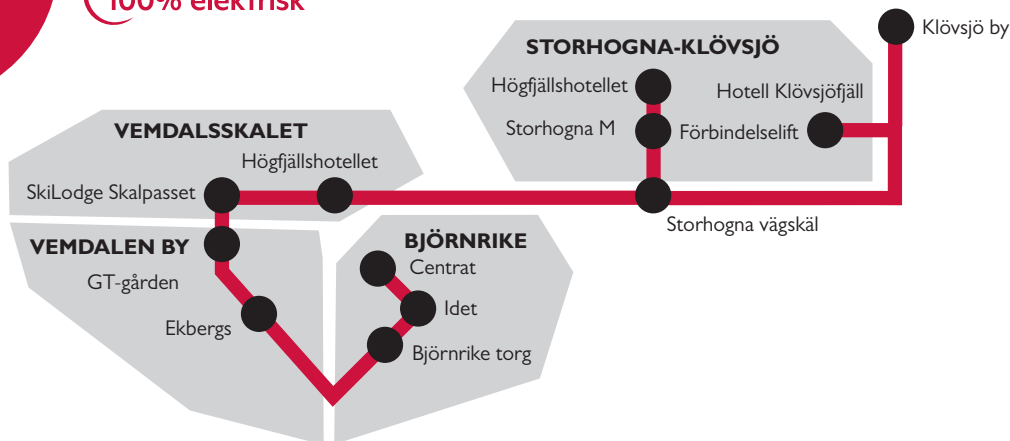 100% elektrisk
Klövsjö by
STORHOGNA-KLÖVSJÖ
Högfjällshotellet
Hotell Klövsjöfjäll
Storhogna M
Förbindelselift
VEMDALSSKALET
Högfjällshotellet
SkiLodge Skalpasset
Storhogna vägskäl
VEMDALEN BY
GT-gården
Ekbergs
BJÖRNRIKE
Centrat
Idet
Björnrike torg